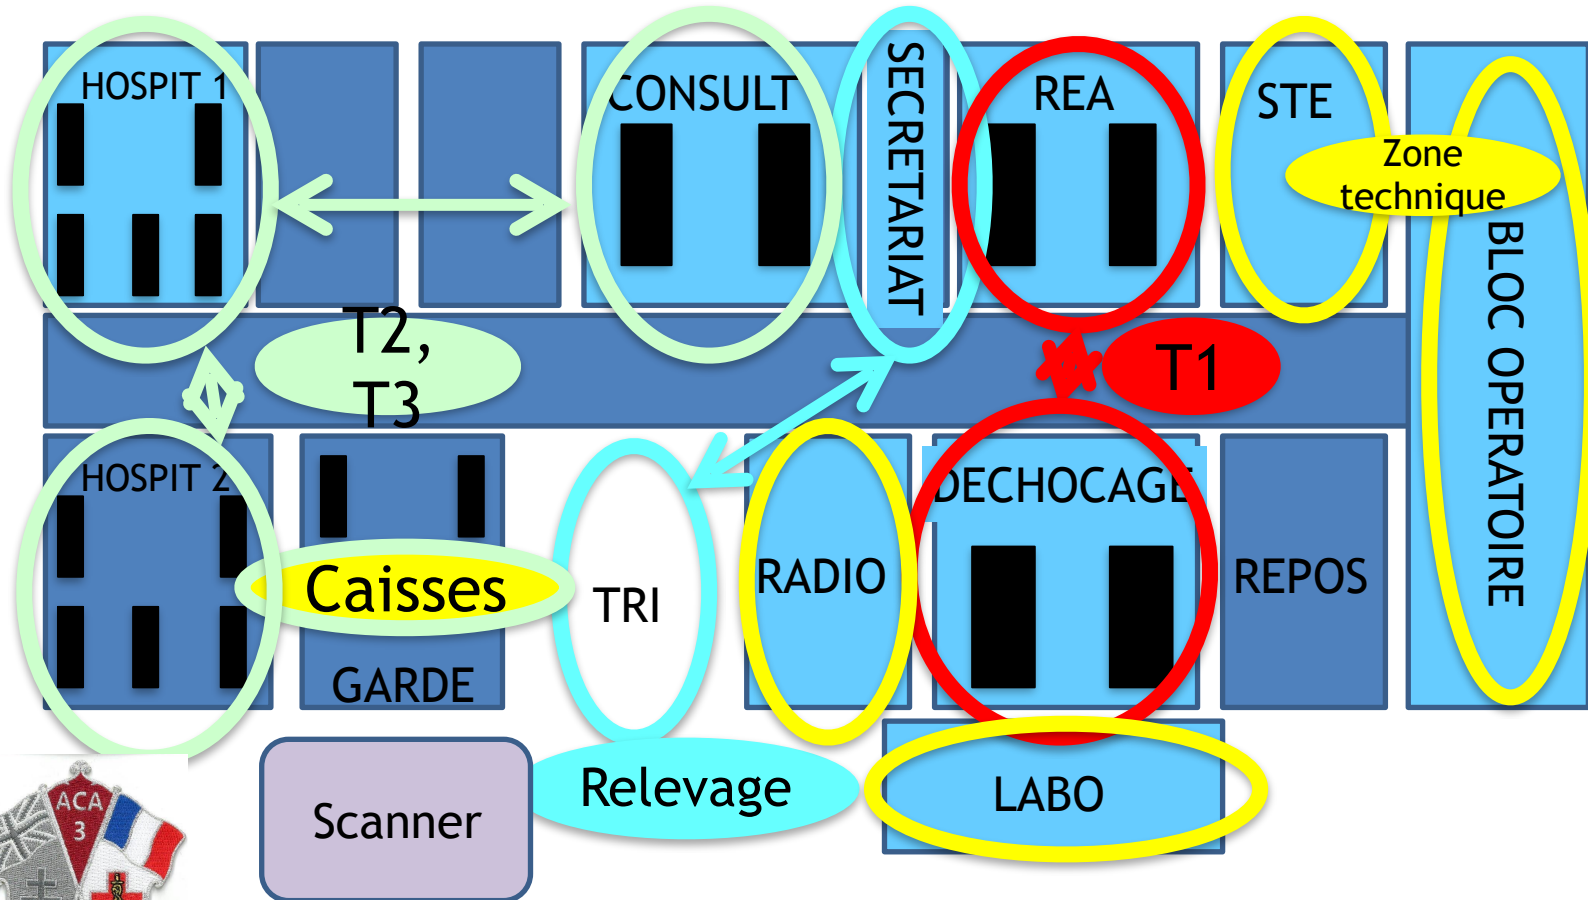 HOSPIT 1
CONSULT
SECRETARIAT
REA
STE
Zone
technique
BLOC OPERATOIRE
T2,
T3
T1
HOSPIT 2
Caisses
GARDE
TRI
RADIO
DECHOCAGE
REPOS
Scanner
Relevage
LABO
ACA
3